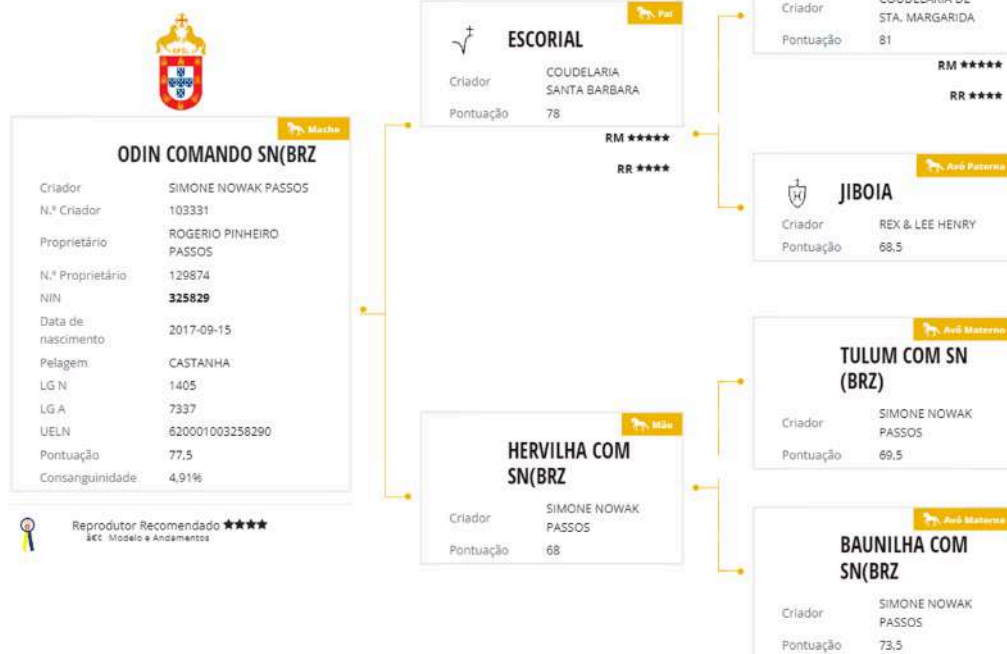 Macho
ODIN COMANDO SN(BRZ
Criador SIMONE NOWAK PASSOS
N.º Criador 103331
Proprietário ROGERIO PINHEIRO
PASSOS
N.º Proprietário 129874
NIN 325829
Data de
nascimento 2017-09-15
Pelagem CASTANHA
LG N 1405
LG A 7337
UELN 620001003258290
Pontuação 77,5
Consanguinidade 4,91%
Reprodutor Recomendado ★★★★
• Modelo e Andamentos
Pai
ESCORIAL
Criador COUDELARIA
SANTA BARBARA
Pontuação 78
RM ★★★★★
RR ★★★★
Mãe
HERVILHA COM
SN(BRZ
Criador SIMONE NOWAK
PASSOS
Pontuação 68
Criador COUDELARIA DE
STA. MARGARIDA
Pontuação 81
RM ★★★★★
RR ★★★★
Avó Paterna
JIBOIA
Criador REX & LEE HENRY
Pontuação 68,5
Avô Materno
TULUM COM SN
(BRZ)
Criador SIMONE NOWAK
PASSOS
Pontuação 69,5
Avó Materna
BAUNILHA COM
SN(BRZ
Criador SIMONE NOWAK
PASSOS
Pontuação 73,5